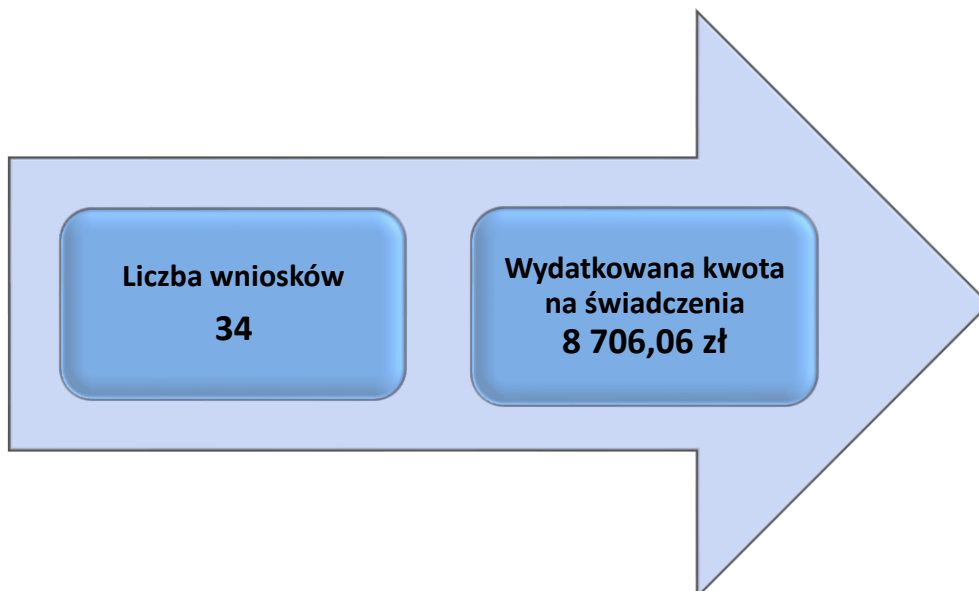 Liczba wniosków
34
Wydatkowana kwota
na świadczenia
8 706,06 zł